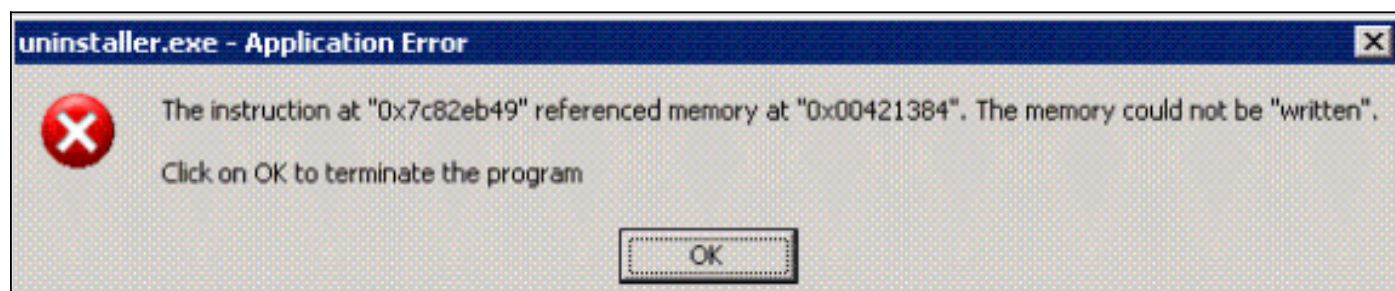 uninstaller.exe - Application Error
The instruction at "0x7c82eb49" referenced memory at "0x00421384". The memory could not be "written".
Click on OK to terminate the program
OK